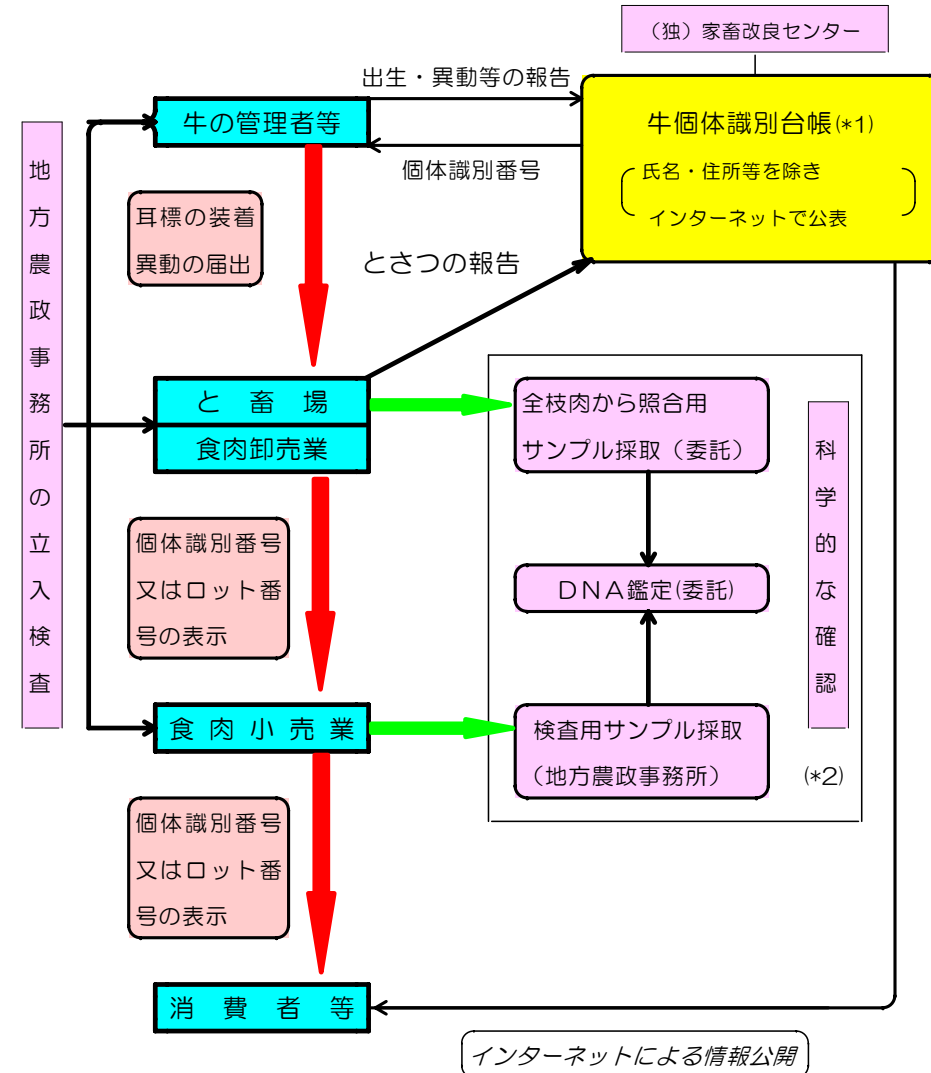 （独）家畜改良センター
出生・異動等の報告
牛の管理者等
牛個体識別台帳(*1)
氏名・住所等を除き
インターネットで公表
個体識別番号
地方農政事務所の立入検査
耳標の装着
異動の届出
とさつの報告
と畜場
食肉卸売業
全枝肉から照合用
サンプル採取（委託）
科学的な確認
(*2)
個体識別番号
又はロット番
号の表示
ＤＮＡ鑑定(委託)
食肉小売業
検査用サンプル採取
（地方農政事務所）
個体識別番号
又はロット番
号の表示
消費者等
インターネットによる情報公開